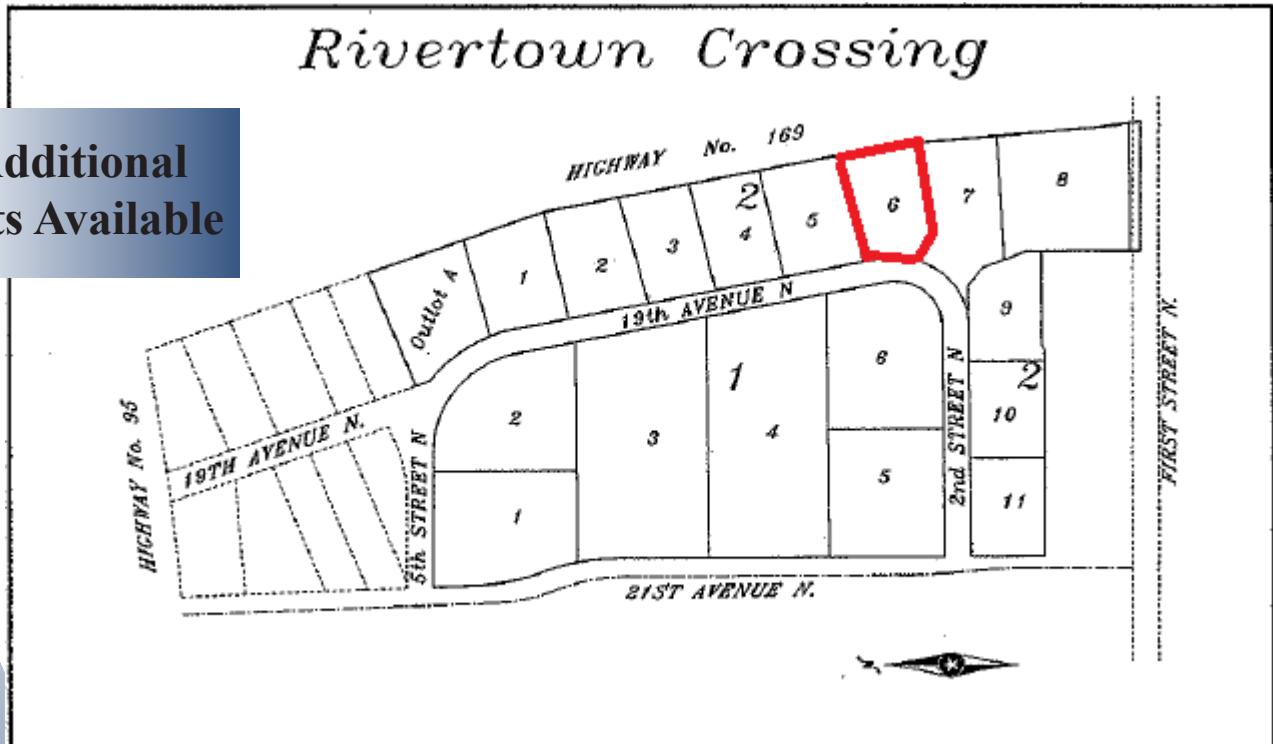 Rivertown Crossing
Additional
ts Available
HIGHWAY No. 169
2
1
2
3
4
5
6
7
8
Outlot A
19th AVENUE N
9
2
10
11
1
2
3
4
6
5
1
HIGHWAY No. 95
19TH AVENUE N.
5th STREET N
2nd STREET N
FIRST STREET N.
21ST AVENUE N.